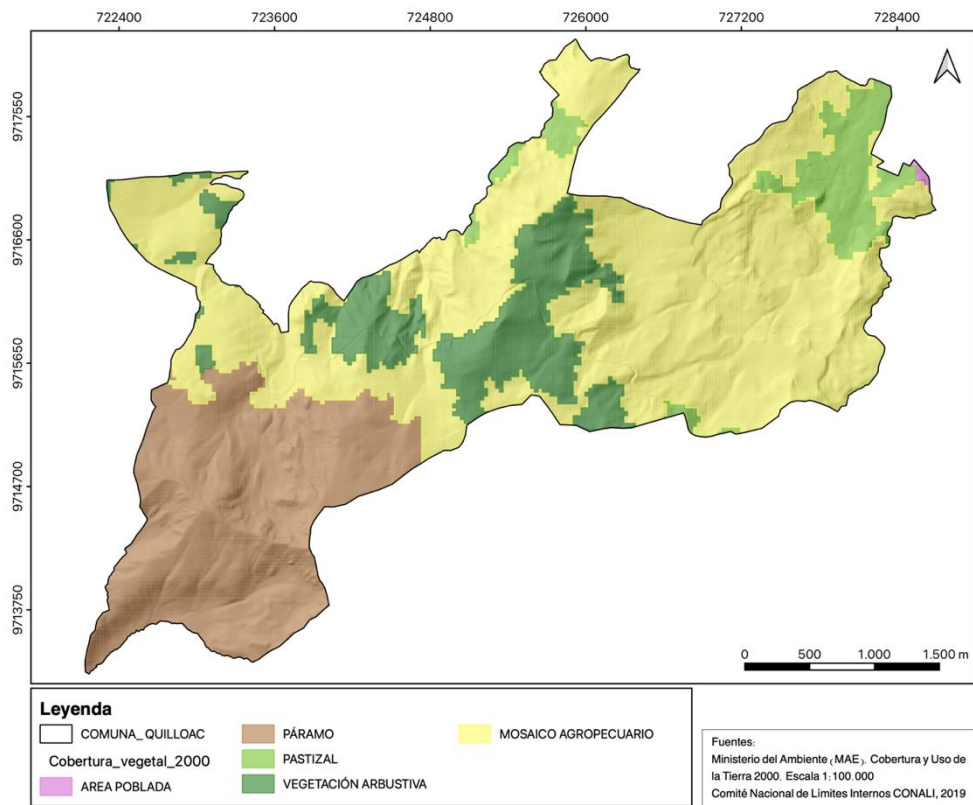 722400 723600 724800 726000 727200 728400
9717550
9716600
9715650
9714700
9713750
0 500 1.000 1.500 m
Leyenda
COMUNA_ QUILLOAC
Cobertura_vegetal_2000
AREA POBLADA
PÁRAMO
PASTIZAL
VEGETACIÓN ARBUSTIVA
MOSAICO AGROPECUARIO
Fuentes:
Ministerio del Ambiente (MAE). Cobertura y Uso de
la Tierra 2000. Escala 1:100.000
Comité Nacional de Límites Internos CONALI, 2019